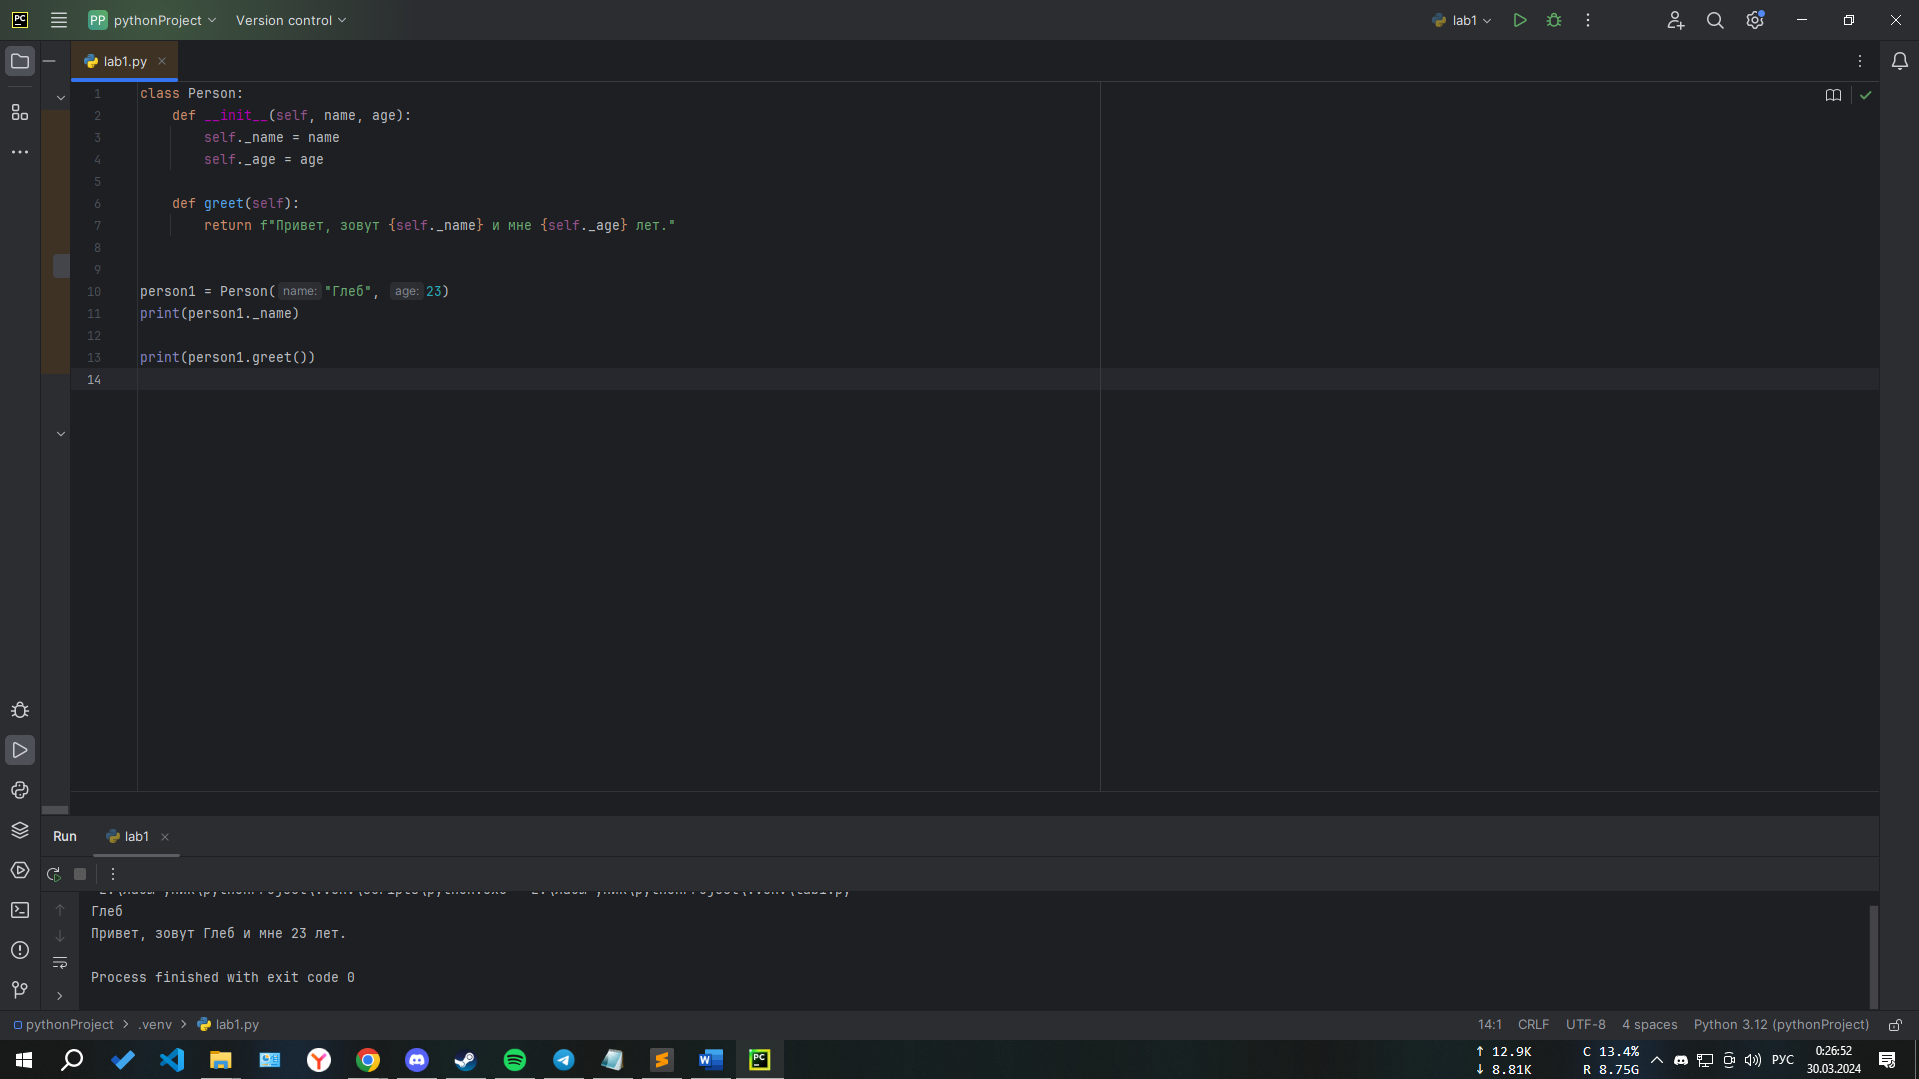 PC
PP pythonProject Version control lab1
lab1.py
1 class Person:
2 def __init__(self, name, age):
3 self._name = name
4 self._age = age
5
6 def greet(self):
7 return f"Привет, зовут {self._name} и мне {self._age} лет."
8
9
10 person1 = Person( name: "Глеб", age: 23)
11 print(person1._name)
12
13 print(person1.greet())
14
Run lab1
Глеб
Привет, зовут Глеб и мне 23 лет.
Process finished with exit code 0
pythonProject > .venv > lab1.py 14:1 CRLF UTF-8 4 spaces Python 3.12 (pythonProject)
↑ 12.9K C 13.4% РУС 0:26:52
↓ 8.81K R 8.75G 30.03.2024